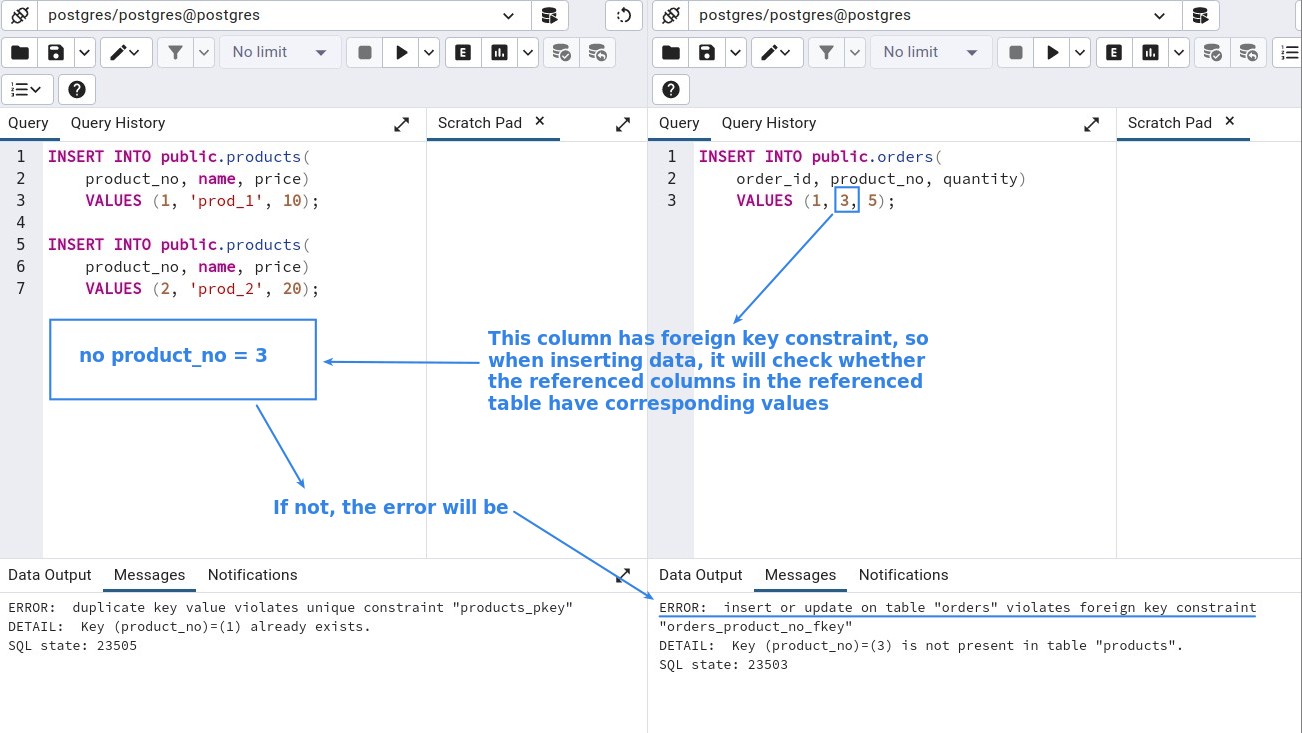 postgres/postgres@postgres
No limit
E
?
Query
Query History
Scratch Pad ×
1 INSERT INTO public.products(
2 product_no, name, price)
3 VALUES (1, 'prod_1', 10);
4
5 INSERT INTO public.products(
6 product_no, name, price)
7 VALUES (2, 'prod_2', 20);
no product_no = 3
If not, the error will be
Data Output
Messages
Notifications
ERROR:  duplicate key value violates unique constraint "products_pkey"
DETAIL:  Key (product_no)=(1) already exists.
SQL state: 23505
postgres/postgres@postgres
No limit
E
?
Query
Query History
Scratch Pad ×
1 INSERT INTO public.orders(
2 order_id, product_no, quantity)
3 VALUES (1, 3, 5);
This column has foreign key constraint, so
when inserting data, it will check whether
the referenced columns in the referenced
table have corresponding values
Data Output
Messages
Notifications
ERROR:  insert or update on table "orders" violates foreign key constraint
"orders_product_no_fkey"
DETAIL:  Key (product_no)=(3) is not present in table "products".
SQL state: 23503